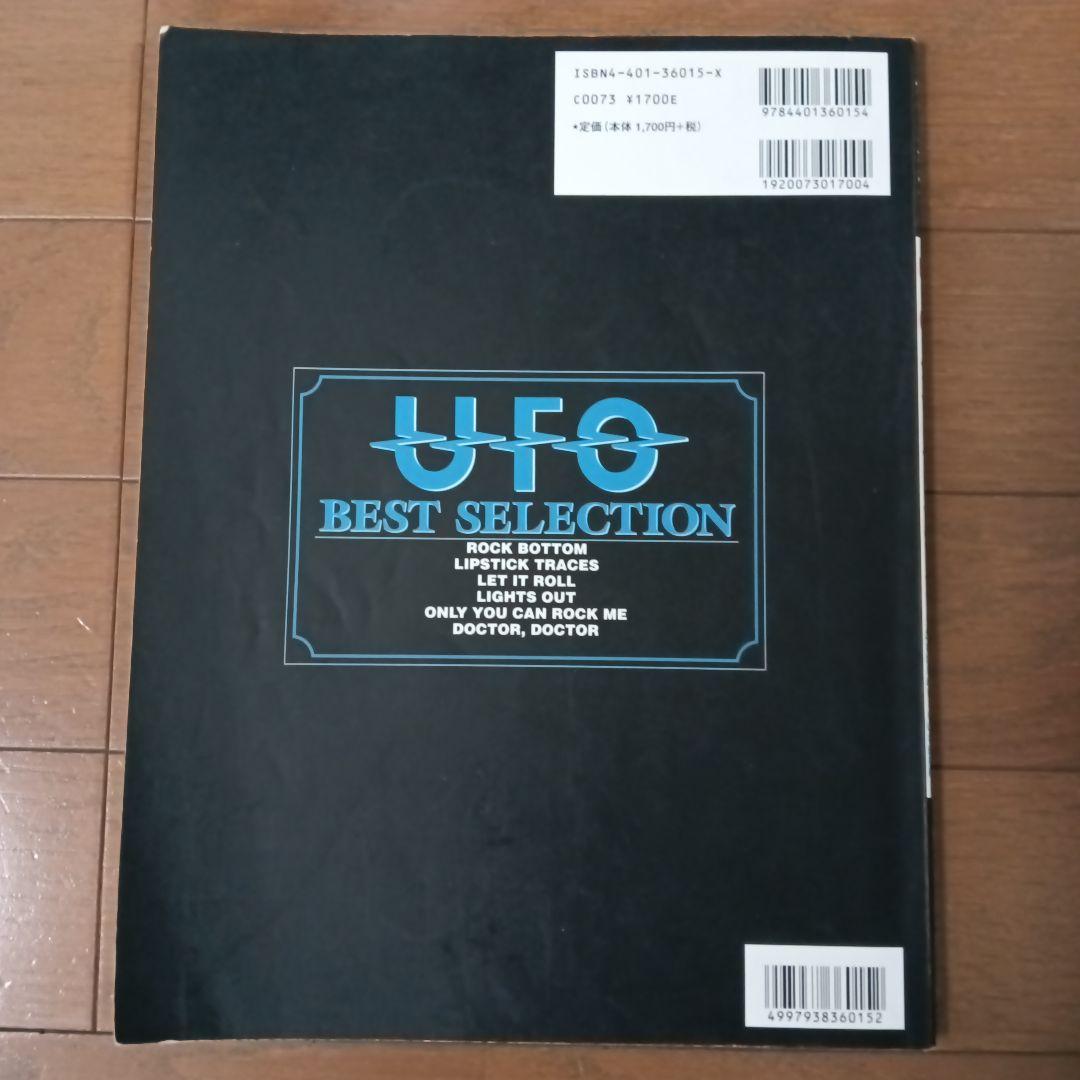 ISBN4-401-36015-X
C0073 ¥1700E
★定価(本体1,700円+税)
9784401360154
1920073017004
UFO
BEST SELECTION
ROCK BOTTOM
LIPSTICK TRACES
LET IT ROLL
LIGHTS OUT
ONLY YOU CAN ROCK ME
DOCTOR, DOCTOR
4997938360152